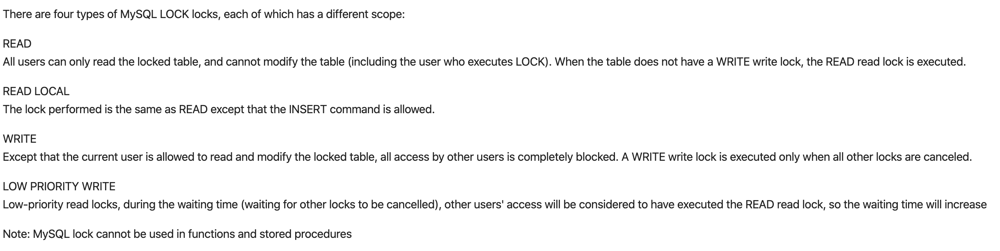 There are four types of MySQL LOCK locks, each of which has a different scope:
READ
All users can only read the locked table, and cannot modify the table (including the user who executes LOCK). When the table does not have a WRITE write lock, the READ read lock is executed.
READ LOCAL
The lock performed is the same as READ except that the INSERT command is allowed.
WRITE
Except that the current user is allowed to read and modify the locked table, all access by other users is completely blocked. A WRITE write lock is executed only when all other locks are canceled.
LOW PRIORITY WRITE
Low-priority read locks, during the waiting time (waiting for other locks to be cancelled), other users' access will be considered to have executed the READ read lock, so the waiting time will increase
Note: MySQL lock cannot be used in functions and stored procedures